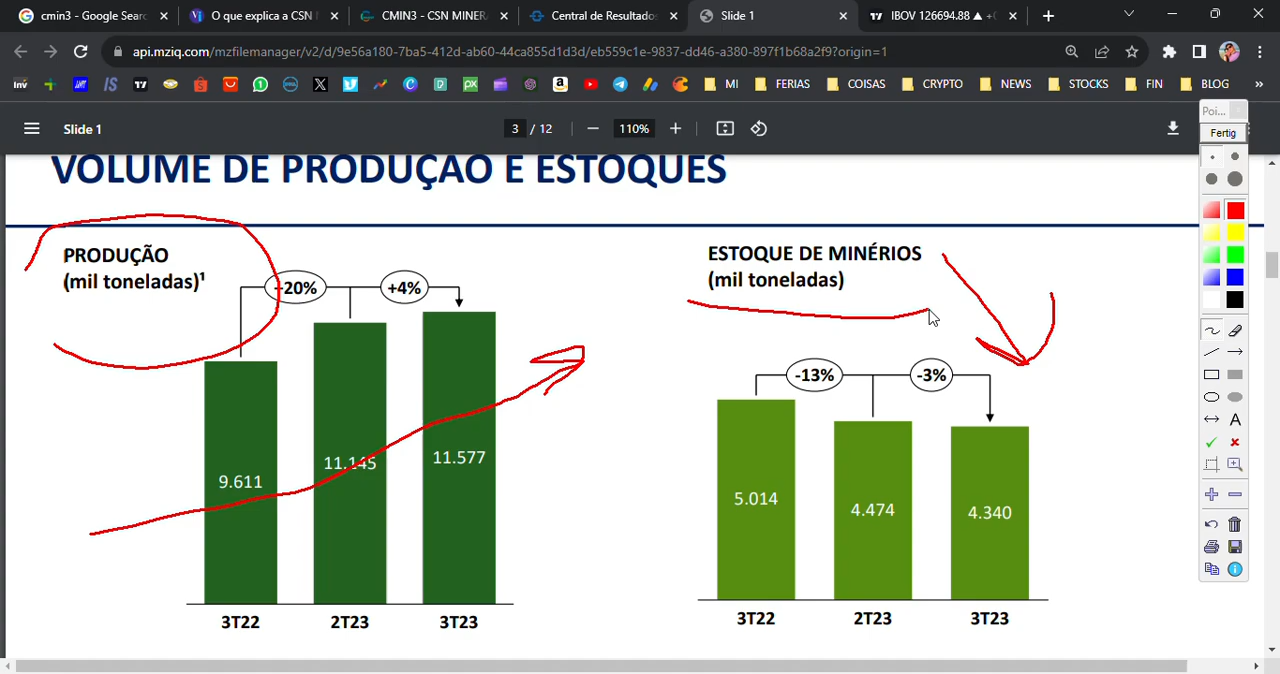 cmin3 - Google Searc
O que explica a CSN
CMIN3 - CSN MINER
Central de Resultados
Slide 1
IBOV 126694.88 ▲ +
api.mziq.com/mzfilemanager/v2/d/9e56a180-7ba5-412d-ab60-44ca855d1d3d/eb559c1e-9837-dd46-a380-897f1b68a2f9?origin=1
MI
FERIAS
COISAS
CRYPTO
NEWS
STOCKS
FIN
BLOG
»
Slide 1
3 / 12
110%
Poi...
Fertig
VOLUME DE PRODUÇÃO E ESTOQUES
PRODUÇÃO
(mil toneladas)¹
+20%
+4%
9.611
11.145
11.577
3T22
2T23
3T23
ESTOQUE DE MINÉRIOS
(mil toneladas)
-13%
-3%
5.014
4.474
4.340
3T22
2T23
3T23